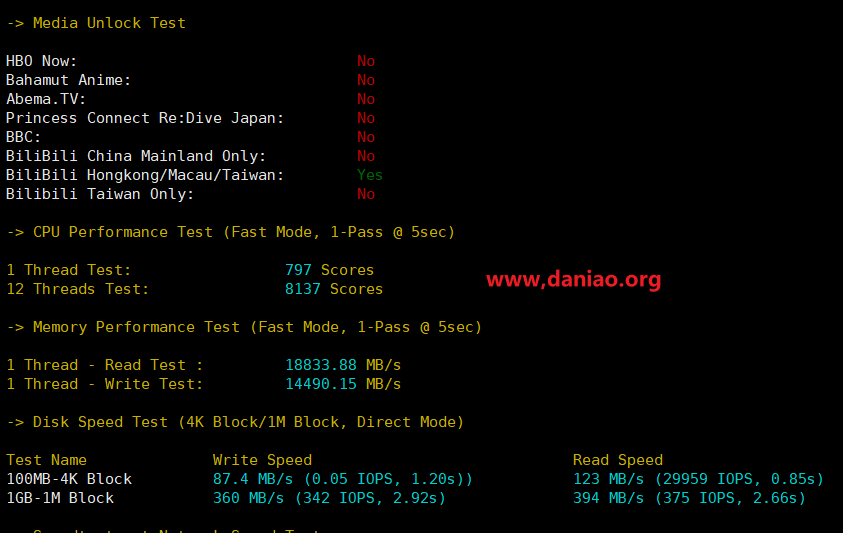 -> Media Unlock Test
HBO Now: No
Bahamut Anime: No
Abema.TV: No
Princess Connect Re:Dive Japan: No
BBC: No
BiliBili China Mainland Only: No
BiliBili Hongkong/Macau/Taiwan: Yes
Bilibili Taiwan Only: No
-> CPU Performance Test (Fast Mode, 1-Pass @ 5sec)
1 Thread Test: 797 Scores
12 Threads Test: 8137 Scores
www,daniao.org
-> Memory Performance Test (Fast Mode, 1-Pass @ 5sec)
1 Thread - Read Test : 18833.88 MB/s
1 Thread - Write Test: 14490.15 MB/s
-> Disk Speed Test (4K Block/1M Block, Direct Mode)
Test Name Write Speed Read Speed
100MB-4K Block 87.4 MB/s (0.05 IOPS, 1.20s)) 123 MB/s (29959 IOPS, 0.85s)
1GB-1M Block 360 MB/s (342 IOPS, 2.92s) 394 MB/s (375 IOPS, 2.66s)